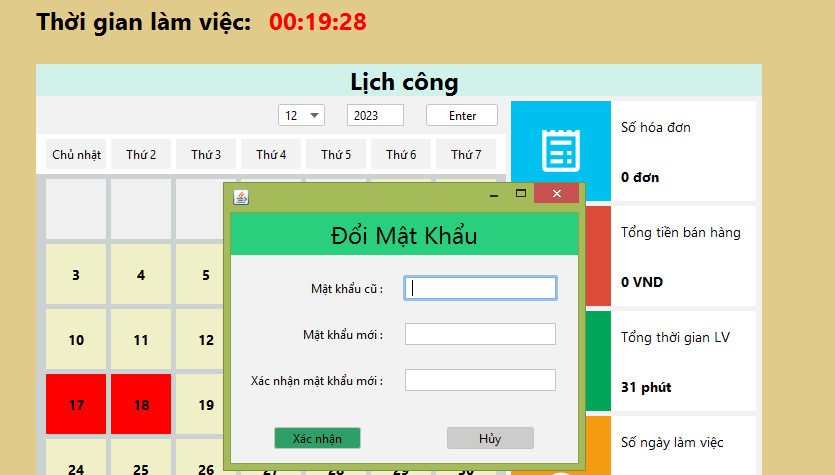 Thời gian làm việc: 00:19:28
Lịch công
12 2023 Enter
Chủ nhật Thứ 2 Thứ 3 Thứ 4 Thứ 5 Thứ 6 Thứ 7
Số hóa đơn
0 đơn
Tổng tiền bán hàng
0 VND
Tổng thời gian LV
31 phút
Số ngày làm việc
3 4 5
10 11 12
17 18 19
24 25 26 27 28 29 30
Đổi Mật Khẩu
Mật khẩu cũ :
Mật khẩu mới :
Xác nhận mật khẩu mới :
Xác nhận Hủy